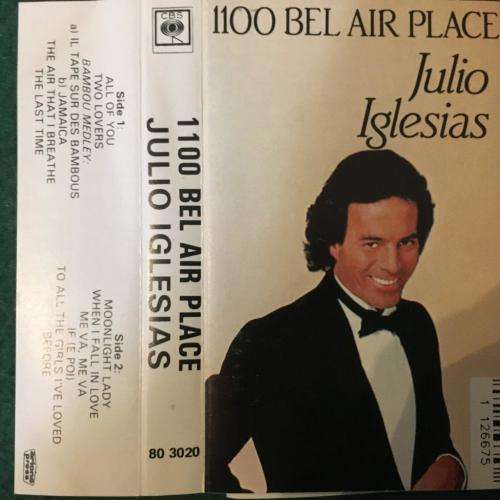 1100 BEL AIR PLACE
Julio
Iglesias
CBS
1100 BEL AIR PLACE
JULIO IGLESIAS
80 3020
Side 1:
ALL OF YOU
TWO LOVERS
BAMBOU MEDLEY:
a) IL TAPE SUR DES BAMBOUS
b) JAMAICA
THE AIR THAT I BREATHE
THE LAST TIME
Side 2:
MOONLIGHT LADY
WHEN I FALL IN LOVE
ME VA, ME VA
IF (E POI)
TO ALL THE GIRLS I'VE LOVED
BEFORE
1 126675